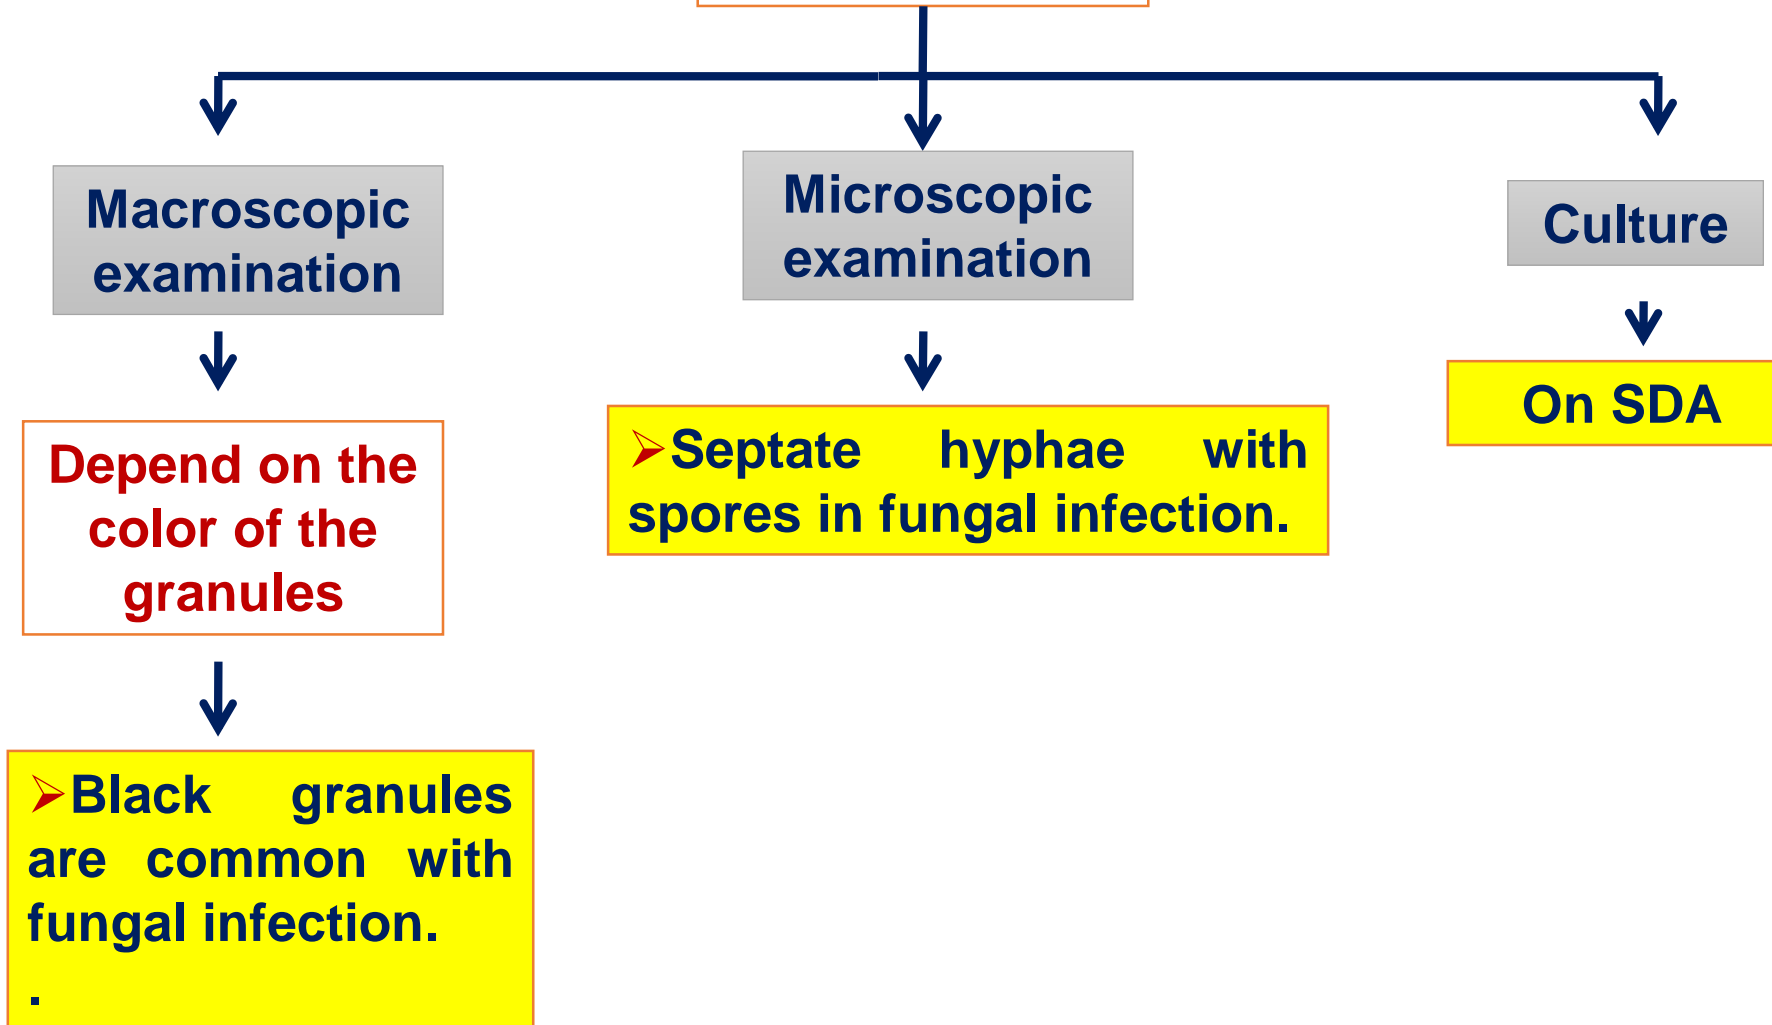 Macroscopic
examination
Depend on the
color of the
granules
➢Black granules
are common with
fungal infection.
.
Microscopic
examination
➢Septate hyphae with
spores in fungal infection.
Culture
On SDA